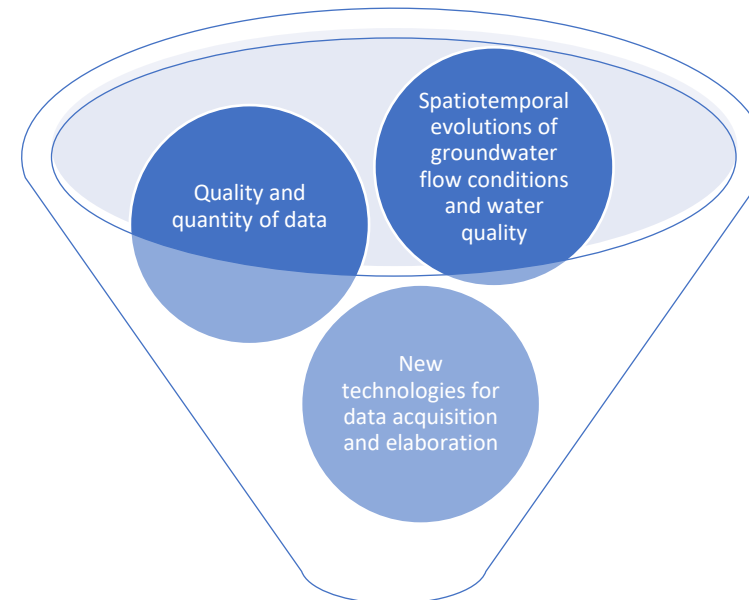 Quality and
quantity of data
Spatiotemporal
evolutions of
groundwater
flow conditions
and water
quality
New
technologies for
data acquisition
and elaboration